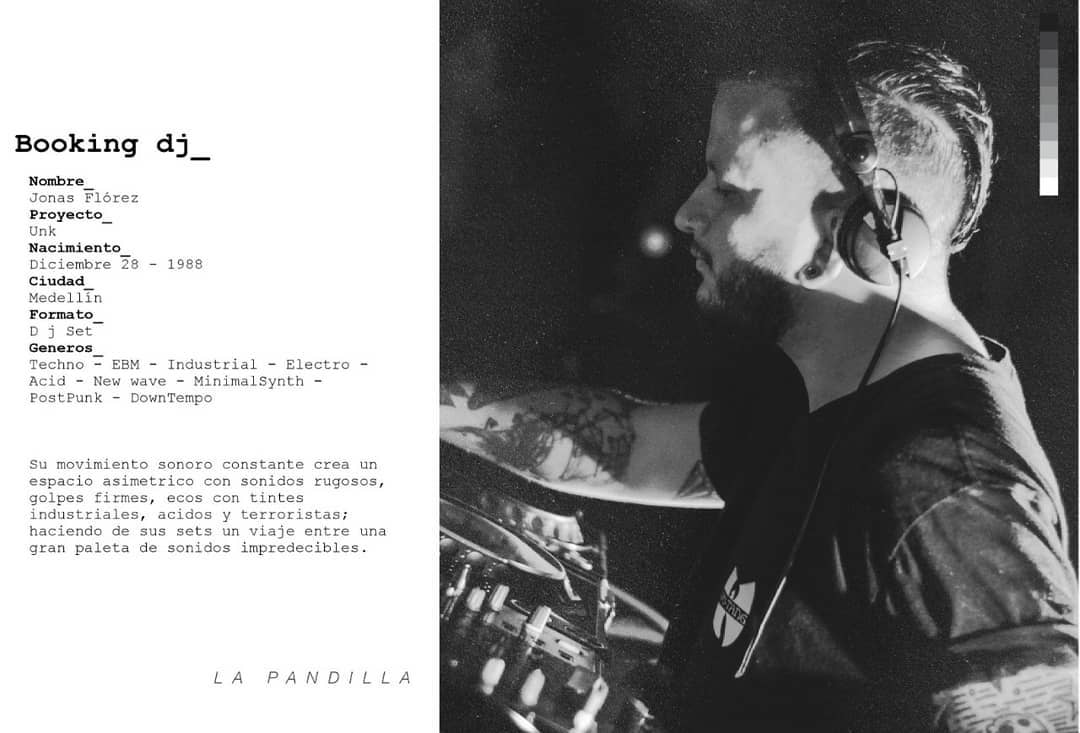 Booking dj_
Nombre_
Jonas Flórez
Proyecto_
Unk
Nacimiento_
Diciembre 28 - 1988
Ciudad_
Medellín
Formato_
D j Set
Generos_
Techno - EBM - Industrial - Electro -
Acid - New wave - MinimalSynth -
PostPunk - DownTempo
Su movimiento sonoro constante crea un
espacio asimetrico con sonidos rugosos,
golpes firmes, ecos con tintes
industriales, acidos y terroristas;
haciendo de sus sets un viaje entre una
gran paleta de sonidos impredecibles.
LA PANDILLA